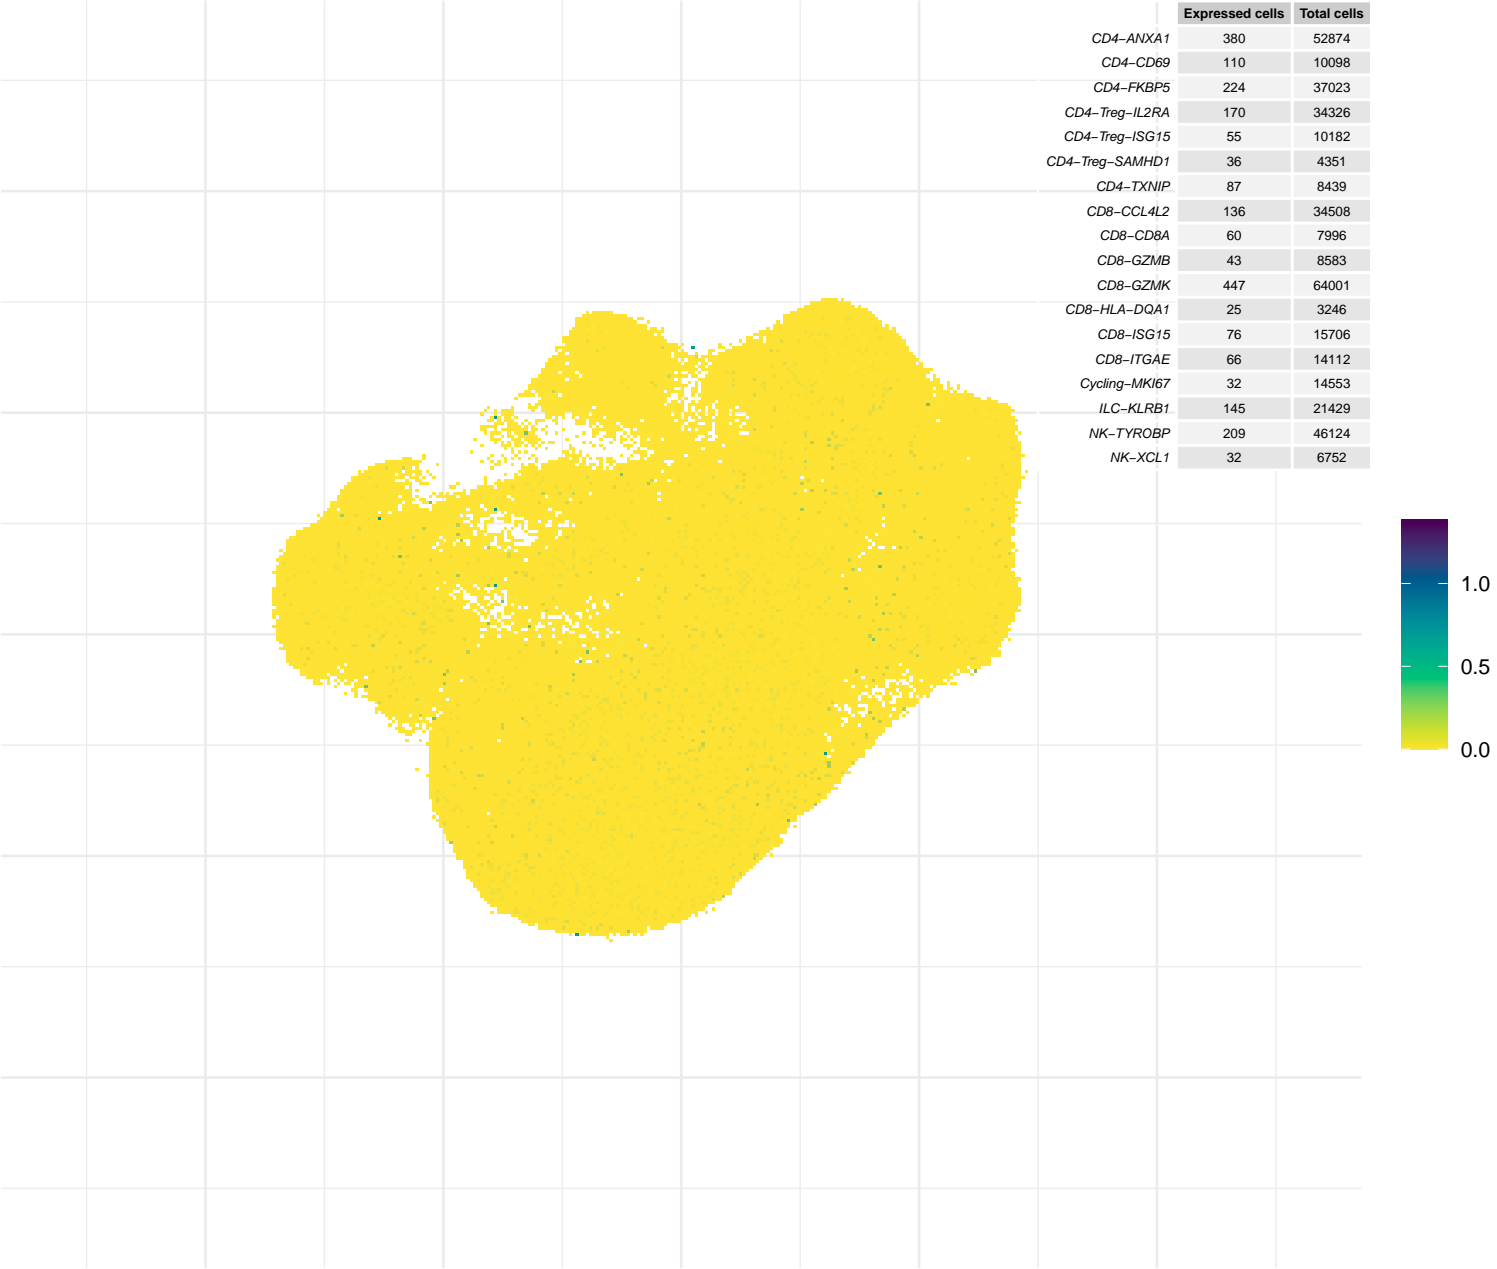 Expressed cells Total cells
CD4−ANXA1 380 52874
CD4−CD69 110 10098
CD4−FKBP5 224 37023
CD4−Treg−IL2RA 170 34326
CD4−Treg−ISG15 55 10182
CD4−Treg−SAMHD1 36 4351
CD4−TXNIP 87 8439
CD8−CCL4L2 136 34508
CD8−CD8A 60 7996
CD8−GZMB 43 8583
CD8−GZMK 447 64001
CD8−HLA−DQA1 25 3246
CD8−ISG15 76 15706
CD8−ITGAE 66 14112
Cycling−MKI67 32 14553
ILC−KLRB1 145 21429
NK−TYROBP 209 46124
NK−XCL1 32 6752
1.0
0.5
0.0